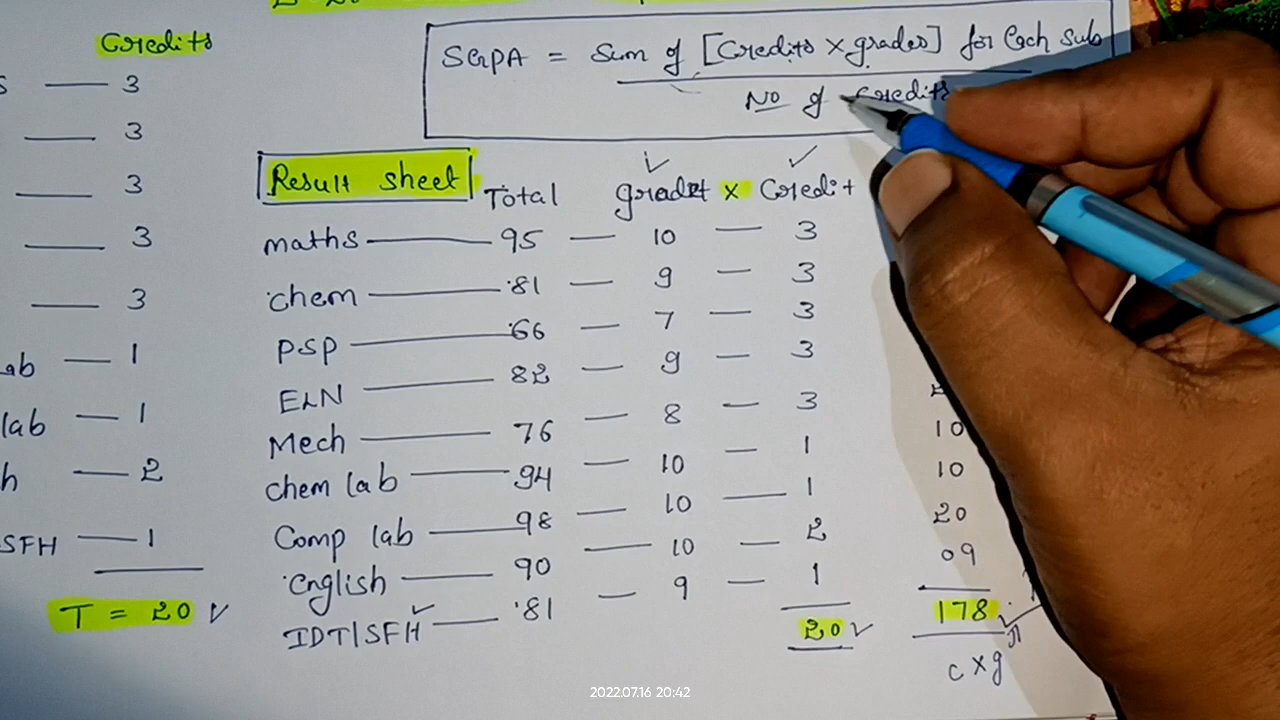 Credits
SGPA = Sum of [Credits x grades] for Each sub
No of Credits
S — 3
— 3
— 3
— 3
— 3
ab — 1
lab — 1
h — 2
SFH — 1
T = 20 ✓
Result sheet Total grade x Credit
maths — 95 — 10 — 3
chem — 81 — 9 — 3
PSP — 66 — 7 — 3
ELN — 82 — 9 — 3
Mech — 76 — 8 — 3
chem lab — 94 — 10 — 1 10
Comp lab — 98 — 10 — 1 10
English — 90 — 10 — 2 20
IDT/SFH — 81 — 9 — 1 09
20 ✓ 178
c x g
2022.07.16 20:42